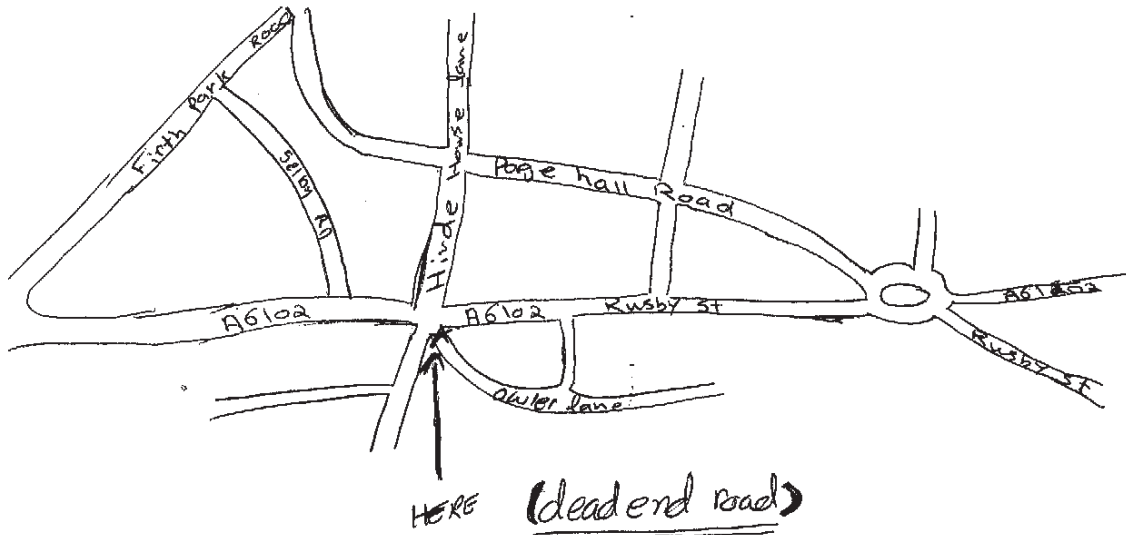 Firth Park Road
Selby Rd
Hinde House lane
Page hall Road
A6102
A6102
Rusby St
A6102
Rusby St
owler lane
HERE (dead end road)